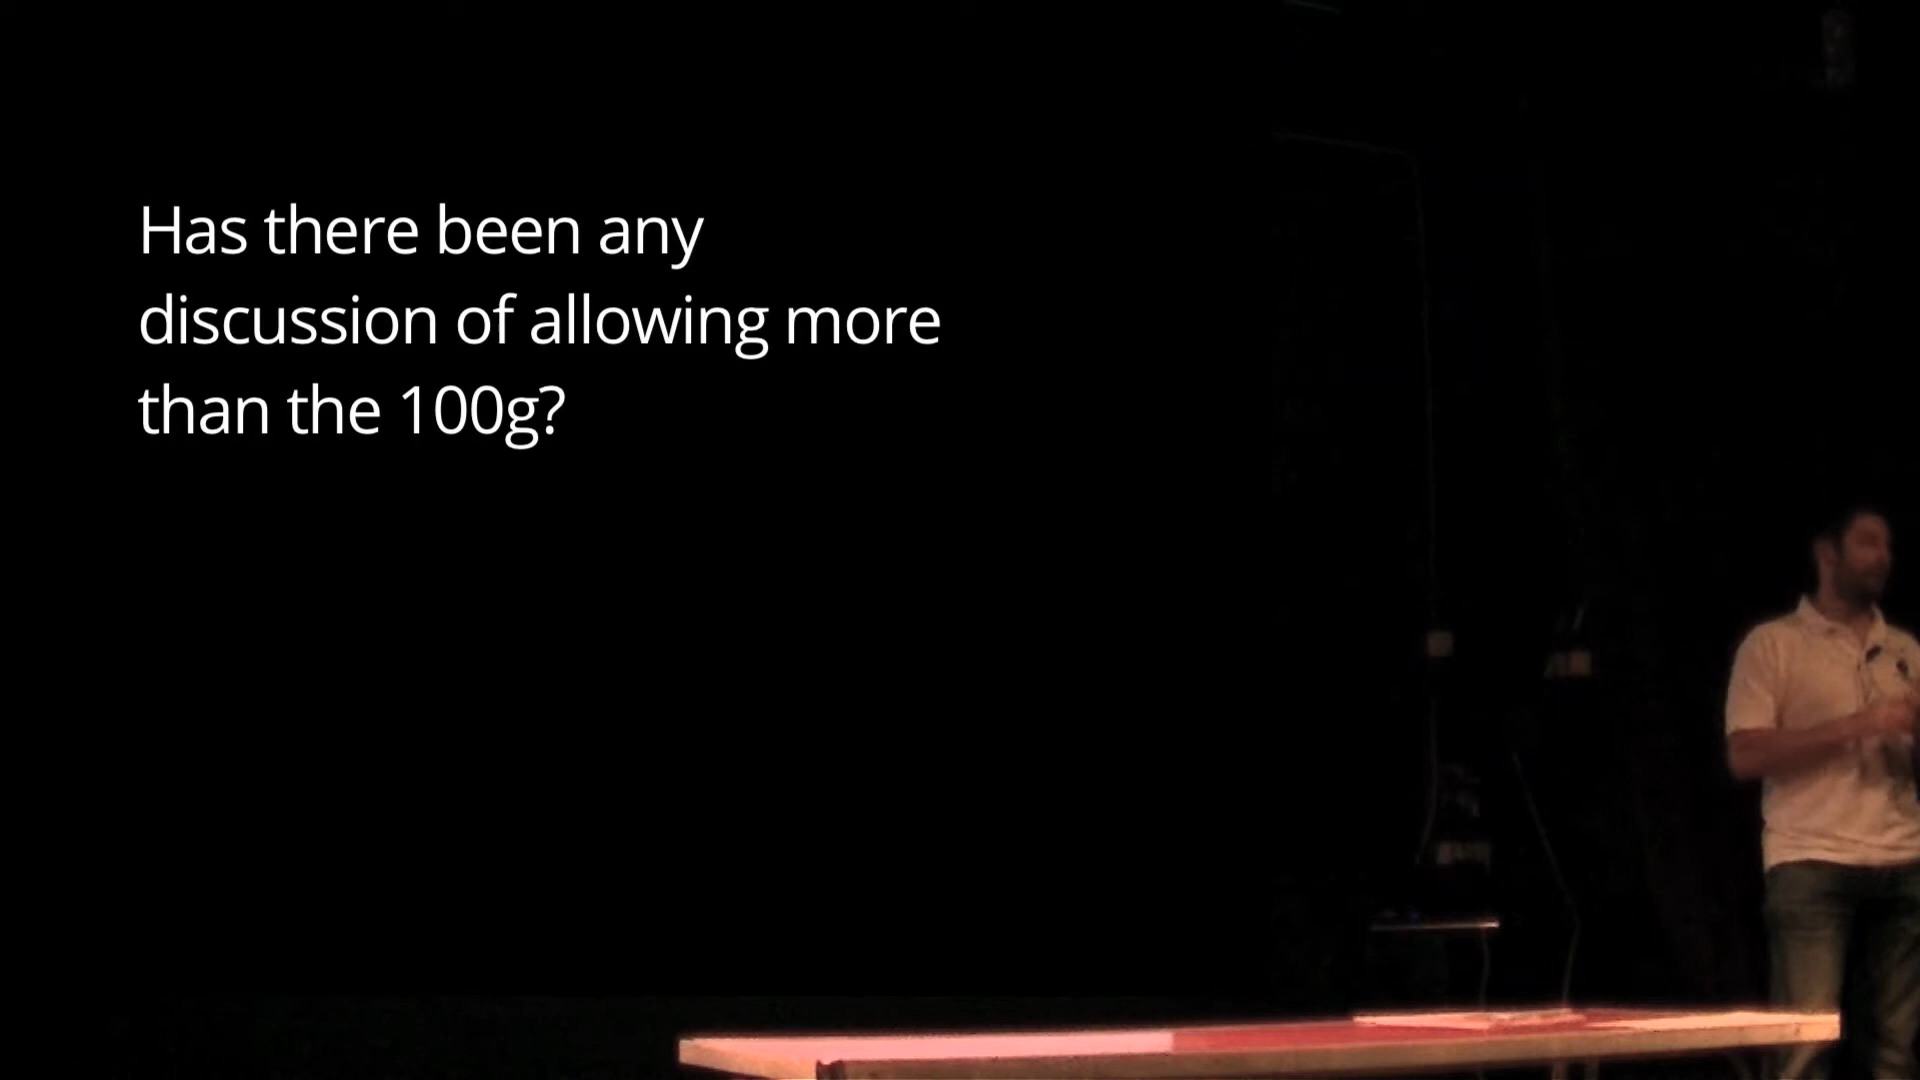 Has there been any
discussion of allowing more
than the 100g?